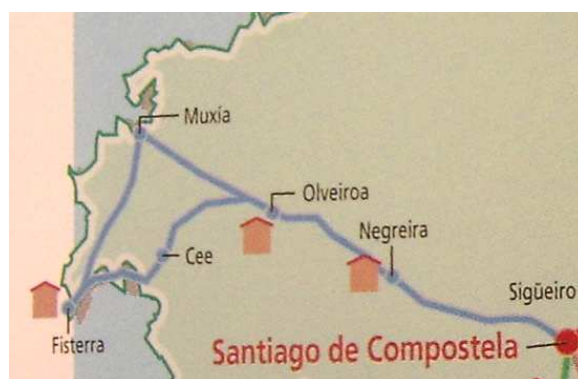 Muxía
Olveiroa
Negreira
Cee
Sigüeiro
Fisterra
Santiago de Compostela